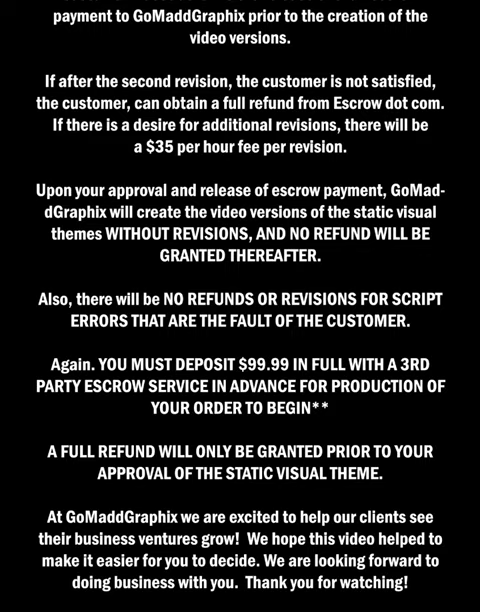 payment to GoMaddGraphix prior to the creation of the
video versions.
If after the second revision, the customer is not satisfied,
the customer, can obtain a full refund from Escrow dot com.
If there is a desire for additional revisions, there will be
a $35 per hour fee per revision.
Upon your approval and release of escrow payment, GoMad-
dGraphix will create the video versions of the static visual
themes WITHOUT REVISIONS, AND NO REFUND WILL BE
GRANTED THEREAFTER.
Also, there will be NO REFUNDS OR REVISIONS FOR SCRIPT
ERRORS THAT ARE THE FAULT OF THE CUSTOMER.
Again. YOU MUST DEPOSIT $99.99 IN FULL WITH A 3RD
PARTY ESCROW SERVICE IN ADVANCE FOR PRODUCTION OF
YOUR ORDER TO BEGIN**
A FULL REFUND WILL ONLY BE GRANTED PRIOR TO YOUR
APPROVAL OF THE STATIC VISUAL THEME.
At GoMaddGraphix we are excited to help our clients see
their business ventures grow! We hope this video helped to
make it easier for you to decide. We are looking forward to
doing business with you. Thank you for watching!